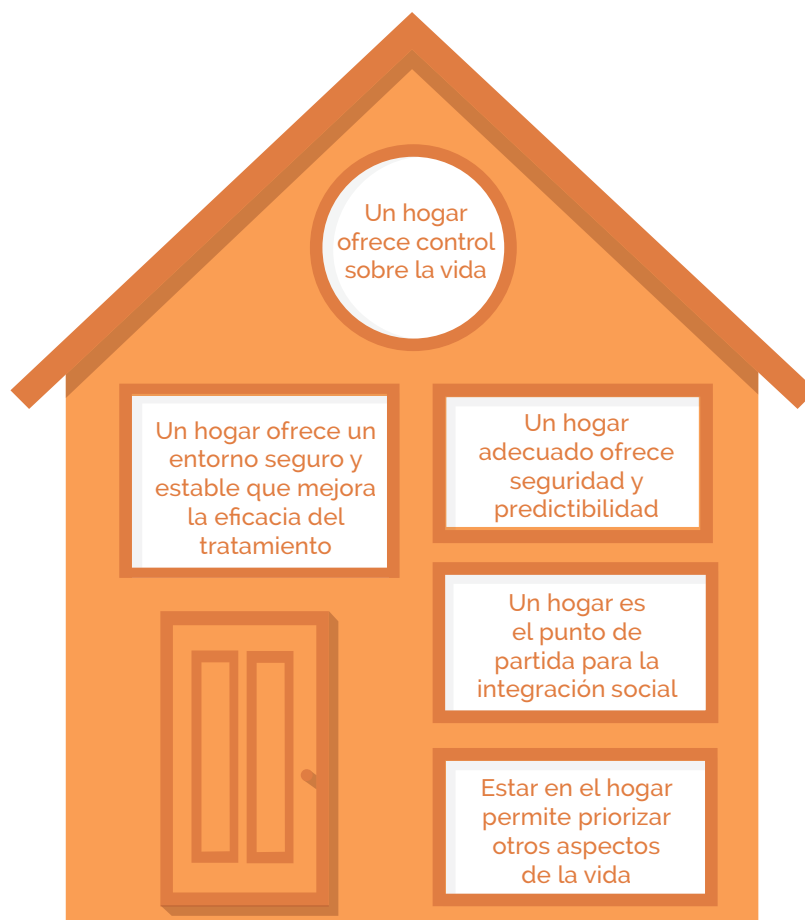 Un hogar
ofrece control
sobre la vida
Un hogar ofrece un
entorno seguro y
estable que mejora
la eficacia del
tratamiento
Un hogar
adecuado ofrece
seguridad y
predictibilidad
Un hogar es
el punto de
partida para la
integración social
Estar en el hogar
permite priorizar
otros aspectos
de la vida